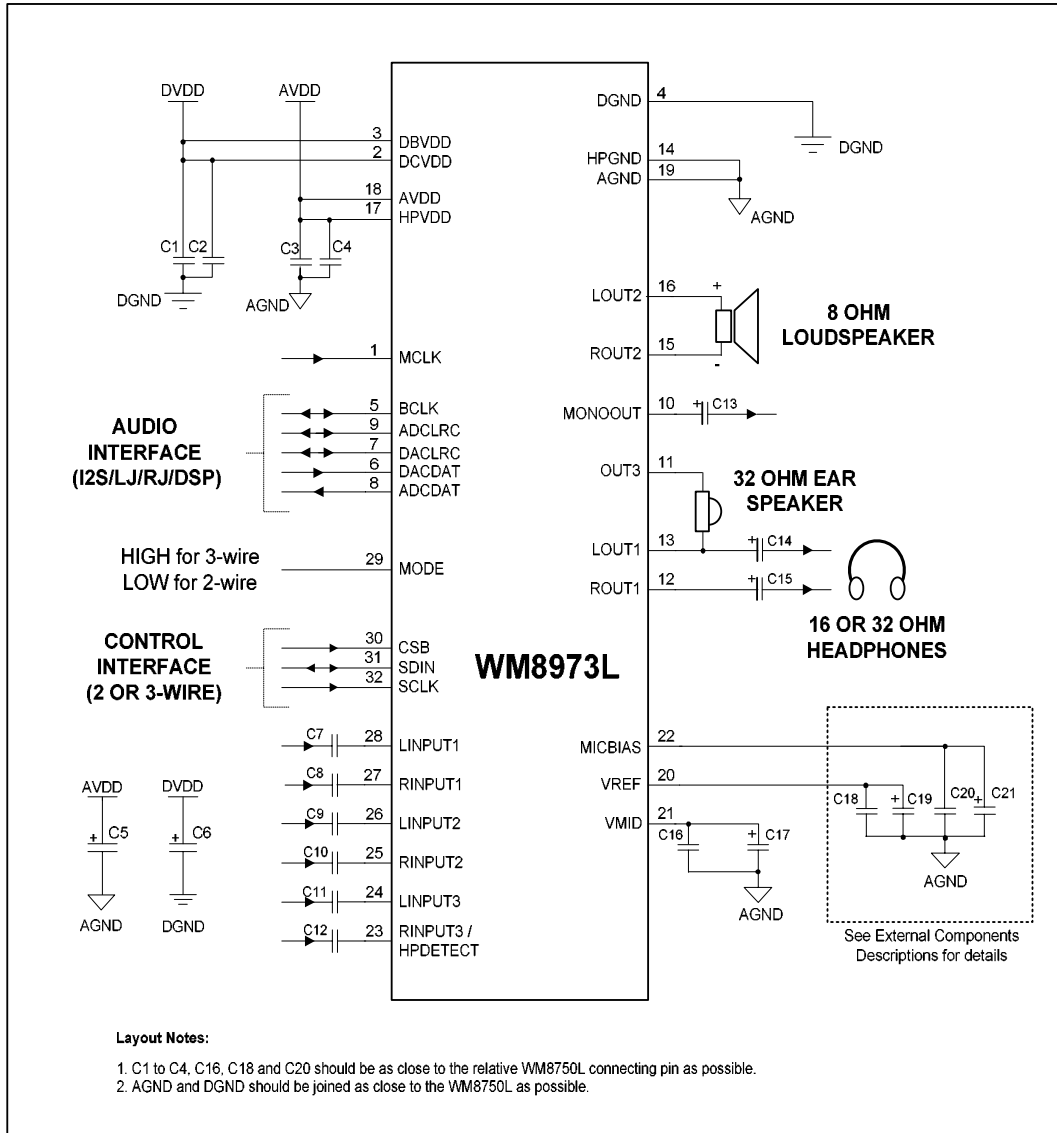 DVDD
AVDD
3 DBVDD
2 DCVDD
18 AVDD
17 HPVDD
C1 C2 C3 C4
DGND
AGND
1 MCLK
AUDIO
INTERFACE
(I2S/LJ/RJ/DSP)
5 BCLK
9 ADCLRC
7 DACLRC
6 DACDAT
8 ADCDAT
HIGH for 3-wire
LOW for 2-wire
29 MODE
CONTROL
INTERFACE
(2 OR 3-WIRE)
30 CSB
31 SDIN
32 SCLK
C7 28 LINPUT1
C8 27 RINPUT1
C9 26 LINPUT2
C10 25 RINPUT2
C11 24 LINPUT3
C12 23 RINPUT3 /
HPDETECT
AVDD
+ C5
AGND
DVDD
+ C6
DGND
WM8973L
DGND 4
DGND
HPGND 14
AGND 19
AGND
LOUT2 16 +
ROUT2 15 -
8 OHM
LOUDSPEAKER
MONOOUT 10 + C13
OUT3 11
32 OHM EAR
SPEAKER
LOUT1 13 + C14
ROUT1 12 + C15
16 OR 32 OHM
HEADPHONES
MICBIAS 22
VREF 20
VMID 21
C16 + C17
AGND
C18 + C19 C20 + C21
AGND
See External Components
Descriptions for details
Layout Notes:
1. C1 to C4, C16, C18 and C20 should be as close to the relative WM8750L connecting pin as possible.
2. AGND and DGND should be joined as close to the WM8750L as possible.